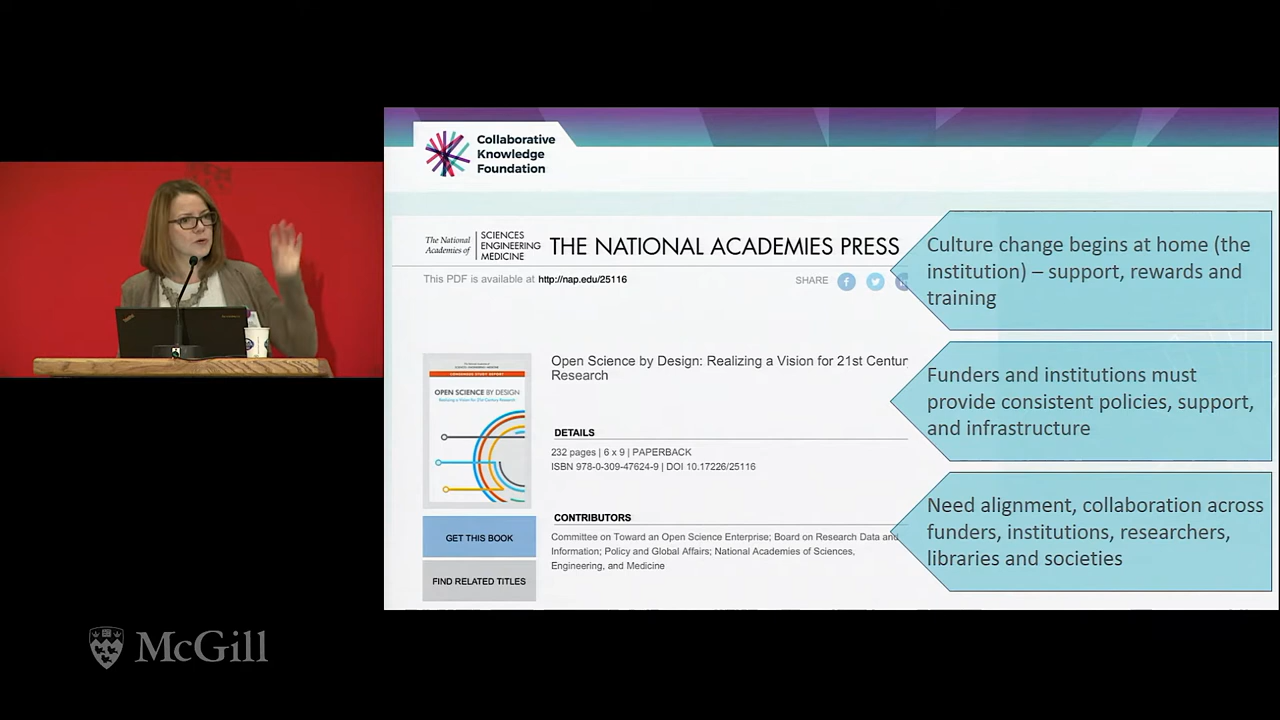 Collaborative
Knowledge
Foundation
The National
Academies of
SCIENCES
ENGINEERING
MEDICINE
THE NATIONAL ACADEMIES PRESS
This PDF is available at http://nap.edu/25116
SHARE
Culture change begins at home (the
institution) – support, rewards and
training
OPEN SCIENCE BY DESIGN
Realizing a Vision for 21st Century Research
Open Science by Design: Realizing a Vision for 21st Centur
Research
DETAILS
232 pages | 6 x 9 | PAPERBACK
ISBN 978-0-309-47624-9 | DOI 10.17226/25116
Funders and institutions must
provide consistent policies, support,
and infrastructure
GET THIS BOOK
FIND RELATED TITLES
CONTRIBUTORS
Committee on Toward an Open Science Enterprise; Board on Research Data and
Information; Policy and Global Affairs; National Academies of Sciences,
Engineering, and Medicine
Need alignment, collaboration across
funders, institutions, researchers,
libraries and societies
McGill